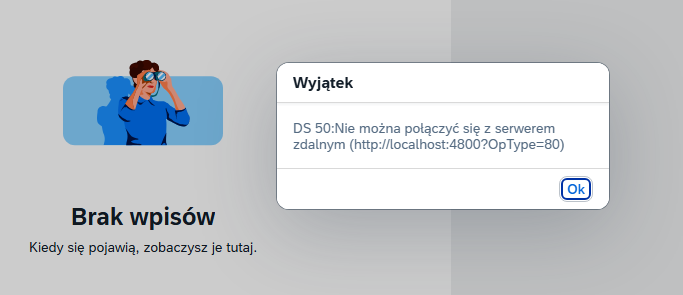 Wyjątek
DS 50:Nie można połączyć się z serwerem
zdalnym (http://localhost:4800?OpType=80)
Ok
Brak wpisów
Kiedy się pojawią, zobaczysz je tutaj.